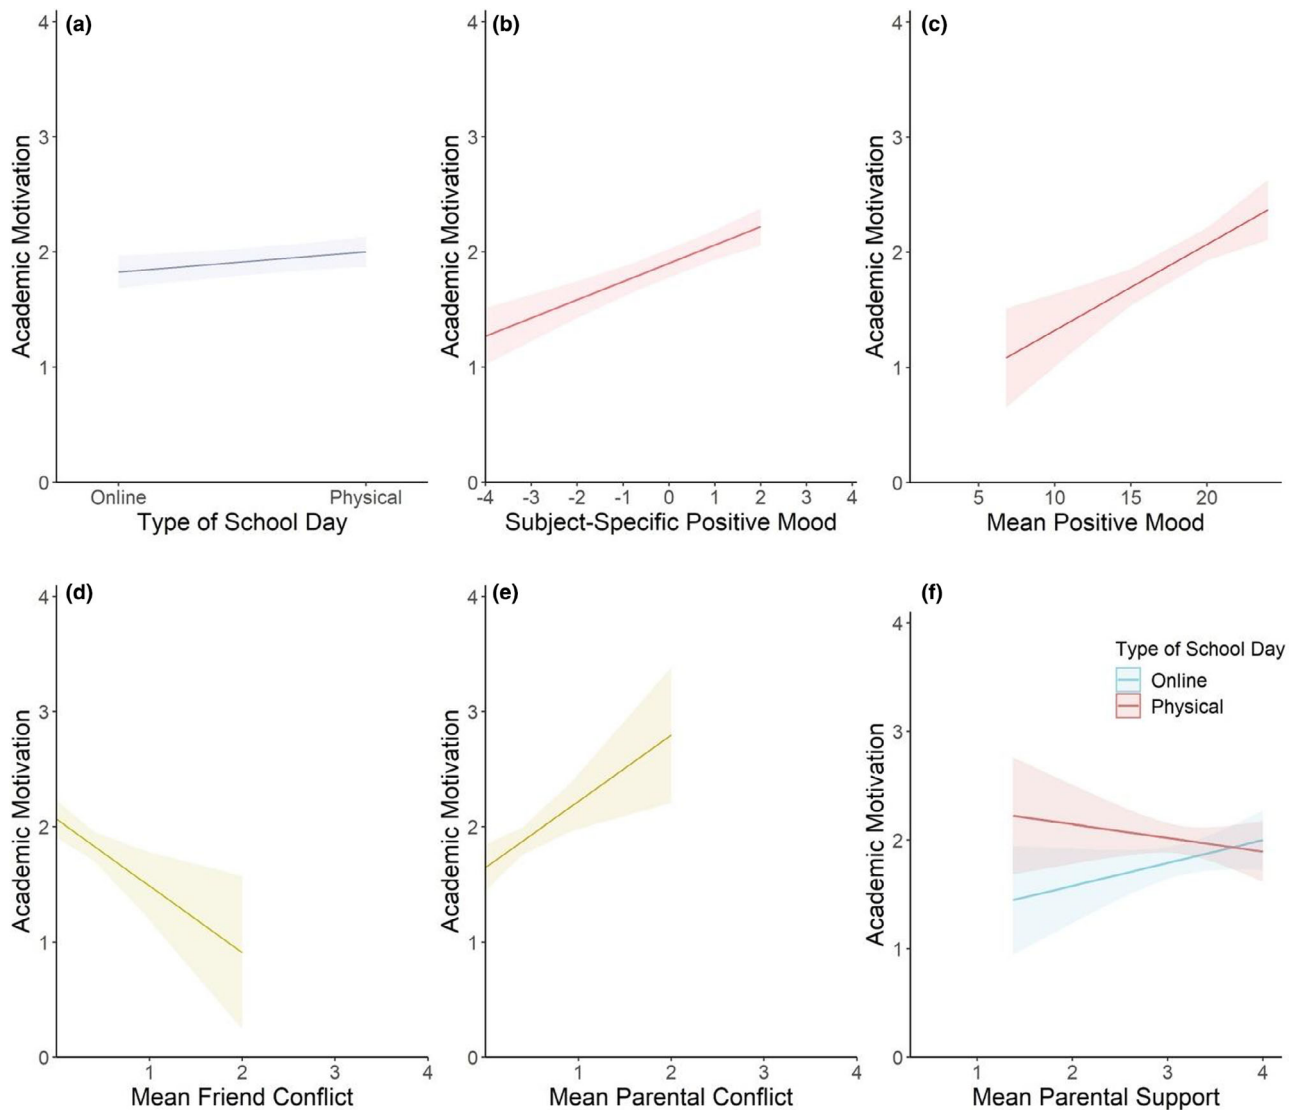 (a)
4
3
2
1
0
Academic Motivation
Online Physical
Type of School Day
(b)
4
3
2
1
0
Academic Motivation
-4 -3 -2 -1 0 1 2 3 4
Subject-Specific Positive Mood
(c)
4
3
2
1
0
Academic Motivation
5 10 15 20
Mean Positive Mood
(d)
4
3
2
1
0
Academic Motivation
1 2 3 4
Mean Friend Conflict
(e)
4
3
2
1
0
Academic Motivation
1 2 3 4
Mean Parental Conflict
(f)
4
3
2
1
0
Academic Motivation
Type of School Day
Online
Physical
1 2 3 4
Mean Parental Support